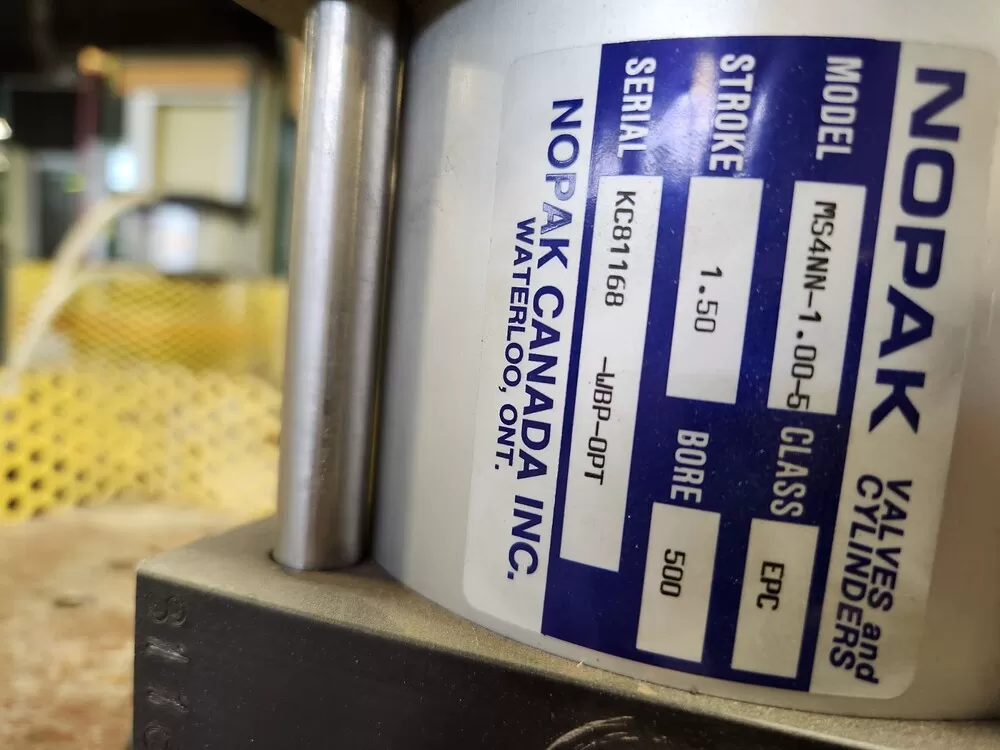 NOPAK VALVES and CYLINDERS
MODEL MS4NN-1.00-5 CLASS EPC
STROKE 1.50 BORE 500
SERIAL KC81168 -WBP-OPT
NOPAK CANADA INC.
WATERLOO, ONT.